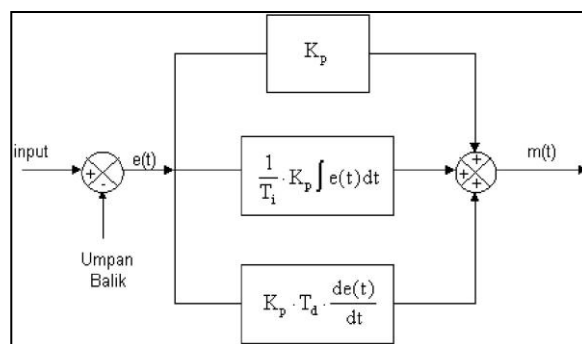 K_p
input
e(t)
+
-
1/T_i · K_p ∫ e(t)dt
+
+
+
m(t)
Umpan
Balik
K_p · T_d · de(t)/dt